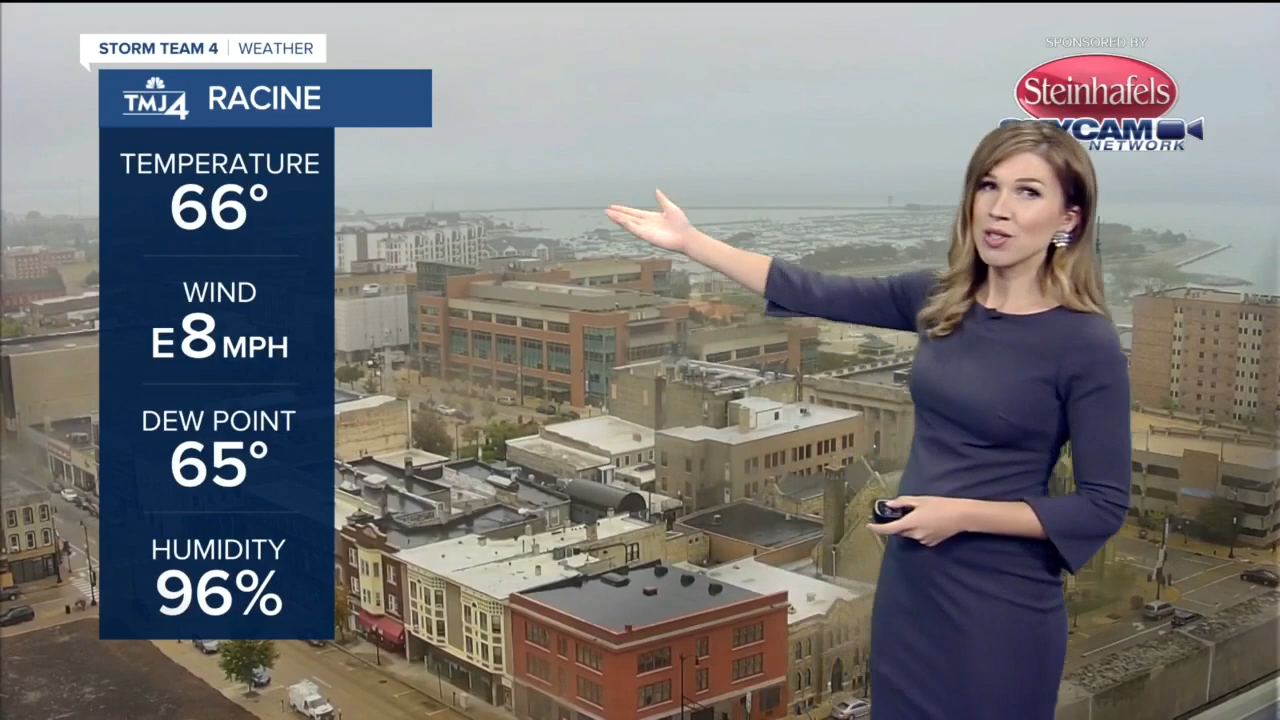 STORM TEAM 4 | WEATHER
TMJ4 RACINE
TEMPERATURE
66°
WIND
E 8 MPH
DEW POINT
65°
HUMIDITY
96%
SPONSORED BY
Steinhafels
CAM
NETWORK